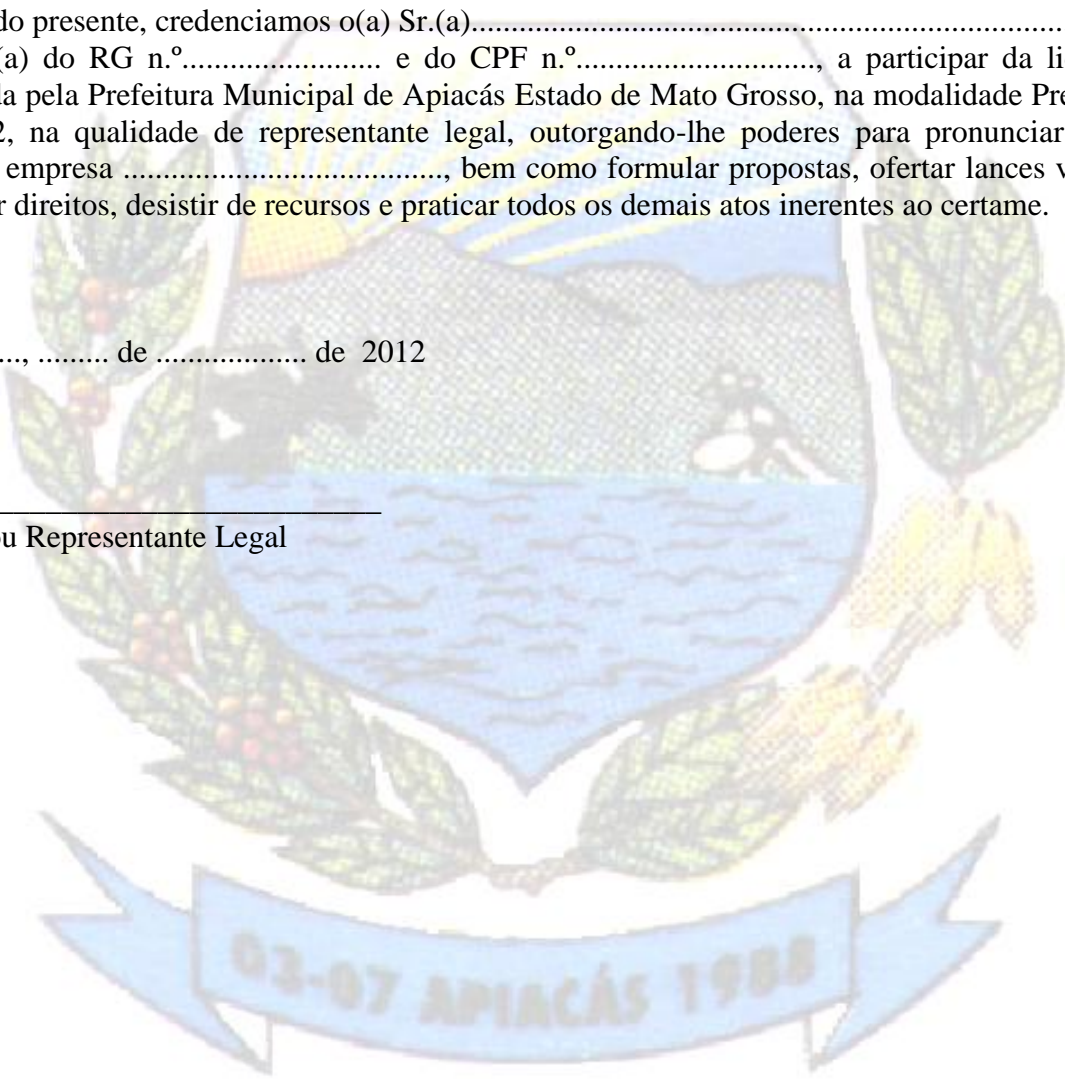 do presente, credenciamos o(a) Sr.(a)...........................................................................
(a) do RG n.º......................... e do CPF n.º.............................., a participar da li
da pela Prefeitura Municipal de Apiacás Estado de Mato Grosso, na modalidade Pre
2, na qualidade de representante legal, outorgando-lhe poderes para pronunciar
empresa ........................................, bem como formular propostas, ofertar lances v
r direitos, desistir de recursos e praticar todos os demais atos inerentes ao certame.
..., ......... de ................... de 2012
________________________
ou Representante Legal
03-07 APIACÁS 1988